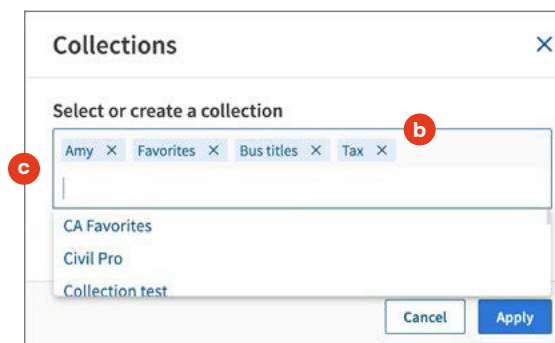 Collections
Select or create a collection
b
Amy × Favorites × Bus titles × Tax ×
c
CA Favorites
Civil Pro
Collection test
Cancel Apply